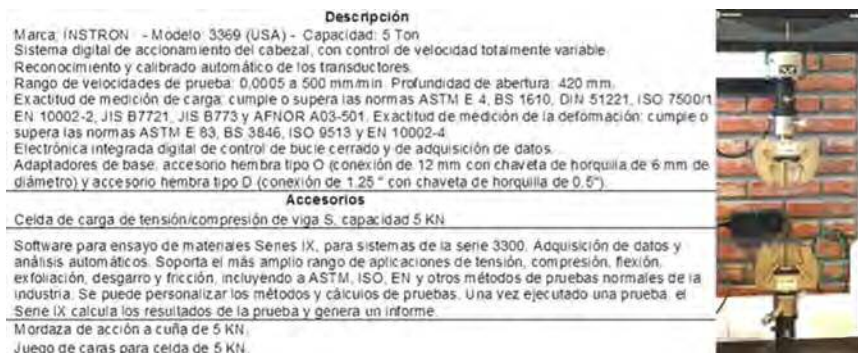 Descripción
Marca: INSTRON - Modelo: 3369 (USA) - Capacidad: 5 Ton
Sistema digital de accionamiento del cabezal, con control de velocidad totalmente variable.
Reconocimiento y calibrado automático de los transductores.
Rango de velocidades de prueba: 0,0005 a 500 mm/min. Profundidad de abertura: 420 mm.
Exactitud de medición de carga: cumple o supera las normas ASTM E 4, BS 1610, DIN 51221, ISO 7500/1,
EN 10002-2, JIS B7721, JIS B773 y AFNOR A03-501. Exactitud de medición de la deformación: cumple o
supera las normas ASTM E 83, BS 3846, ISO 9513 y EN 10002-4.
Electrónica integrada digital de control de bucle cerrado y de adquisición de datos.
Adaptadores de base: accesorio hembra tipo O (conexión de 12 mm con chaveta de horquilla de 6 mm de
diámetro) y accesorio hembra tipo D (conexión de 1.25 " con chaveta de horquilla de 0.5").
Accesorios
Celda de carga de tensión/compresión de viga S, capacidad 5 KN
Software para ensayo de materiales Series IX, para sistemas de la serie 3300. Adquisición de datos y
análisis automáticos. Soporta el más amplio rango de aplicaciones de tensión, compresión, flexión,
exfoliación, desgarro y fricción, incluyendo a ASTM, ISO, EN y otros métodos de pruebas normales de la
industria. Se puede personalizar los métodos y cálculos de pruebas. Una vez ejecutado una prueba, el
Serie IX calcula los resultados de la prueba y genera un informe.
Mordaza de acción a cuña de 5 KN.
Juego de caras para celda de 5 KN.